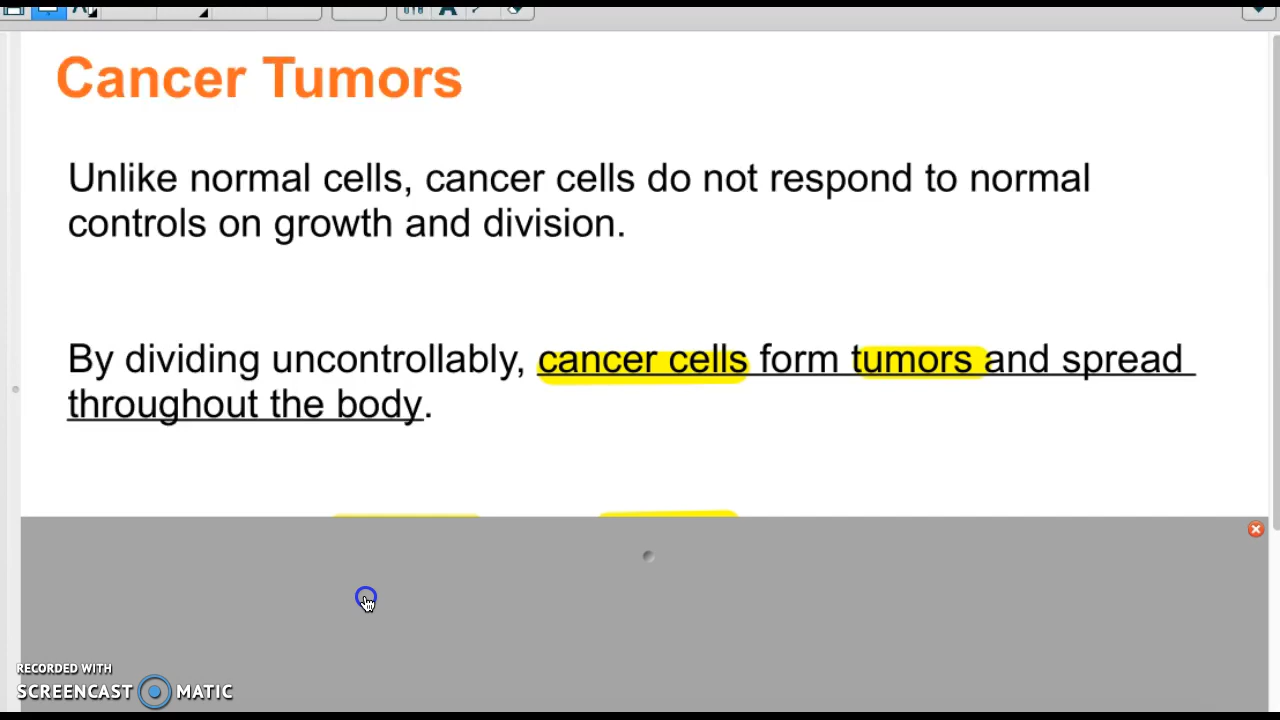 Cancer Tumors
Unlike normal cells, cancer cells do not respond to normal
controls on growth and division.
By dividing uncontrollably, cancer cells form tumors and spread
throughout the body.
RECORDED WITH
SCREENCAST MATIC